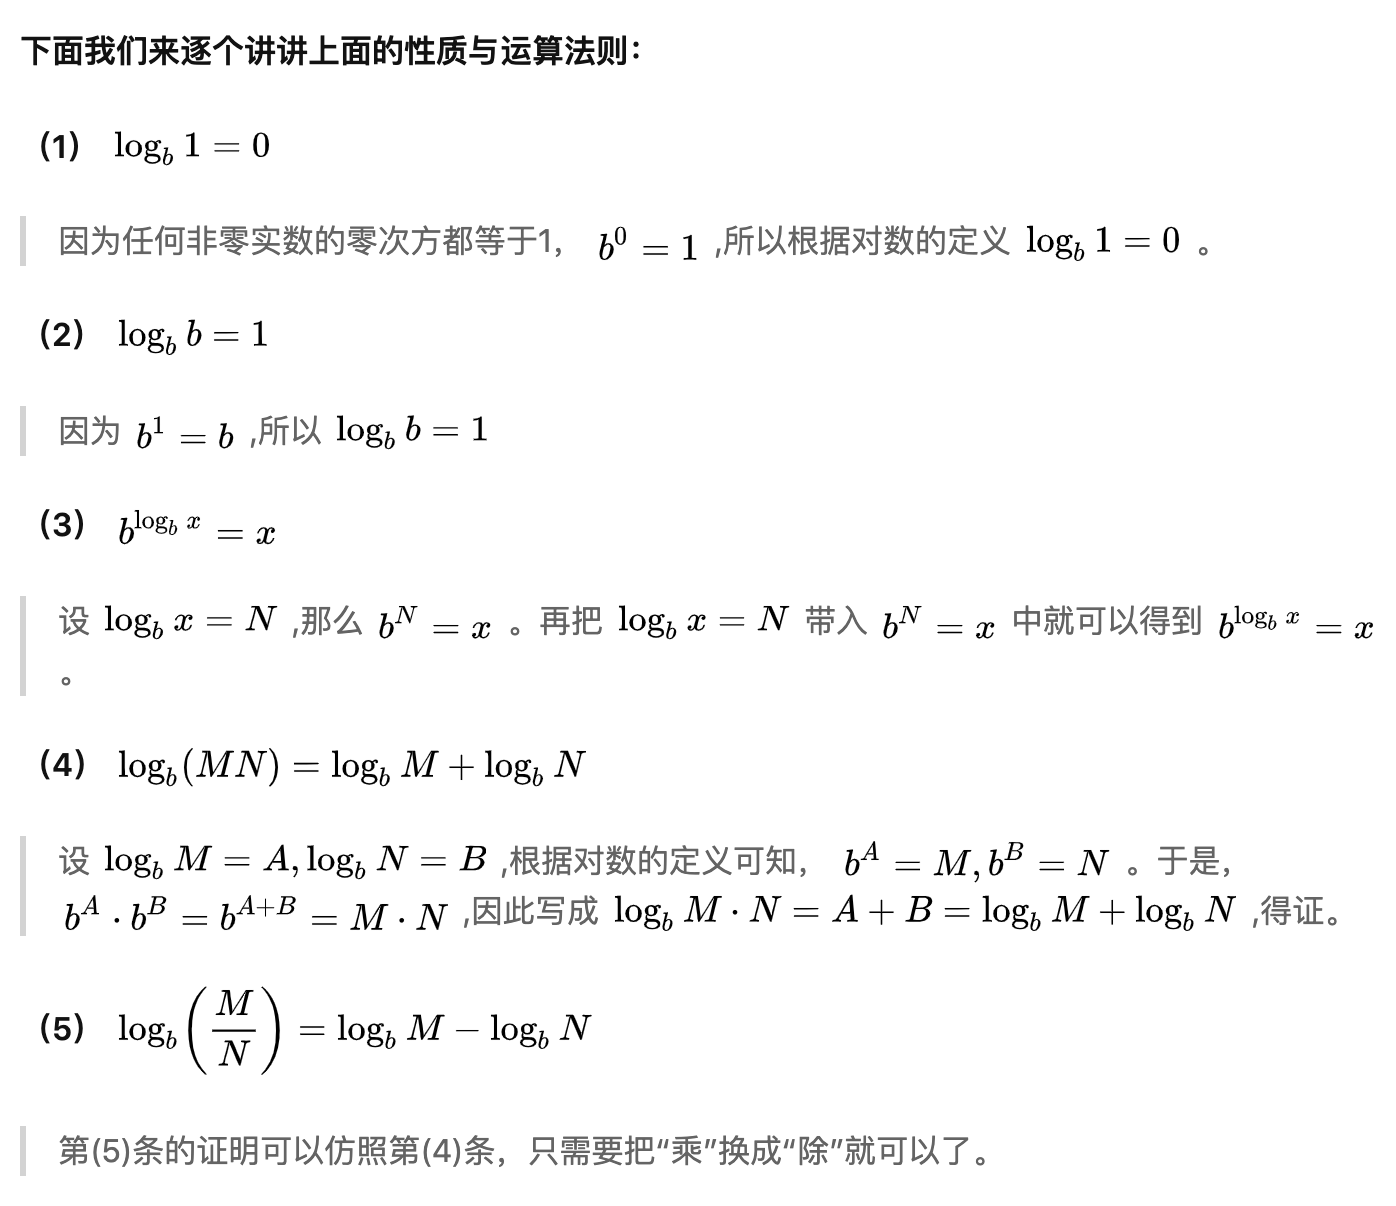 下面我们来逐个讲讲上面的性质与运算法则：
(1) $\log_b 1 = 0$
因为任何非零实数的零次方都等于1， $b^0 = 1$ ,所以根据对数的定义 $\log_b 1 = 0$ 。
(2) $\log_b b = 1$
因为 $b^1 = b$ ,所以 $\log_b b = 1$
(3) $b^{\log_b x} = x$
设 $\log_b x = N$ ,那么 $b^N = x$ 。再把 $\log_b x = N$ 带入 $b^N = x$ 中就可以得到 $b^{\log_b x} = x$
。
(4) $\log_b (MN) = \log_b M + \log_b N$
设 $\log_b M = A, \log_b N = B$ ,根据对数的定义可知， $b^A = M, b^B = N$ 。于是，
$b^A \cdot b^B = b^{A+B} = M \cdot N$ ,因此写成 $\log_b M \cdot N = A + B = \log_b M + \log_b N$ ,得证。
(5) $\log_b \left( \frac{M}{N} \right) = \log_b M - \log_b N$
第(5)条的证明可以仿照第(4)条，只需要把“乘”换成“除”就可以了。